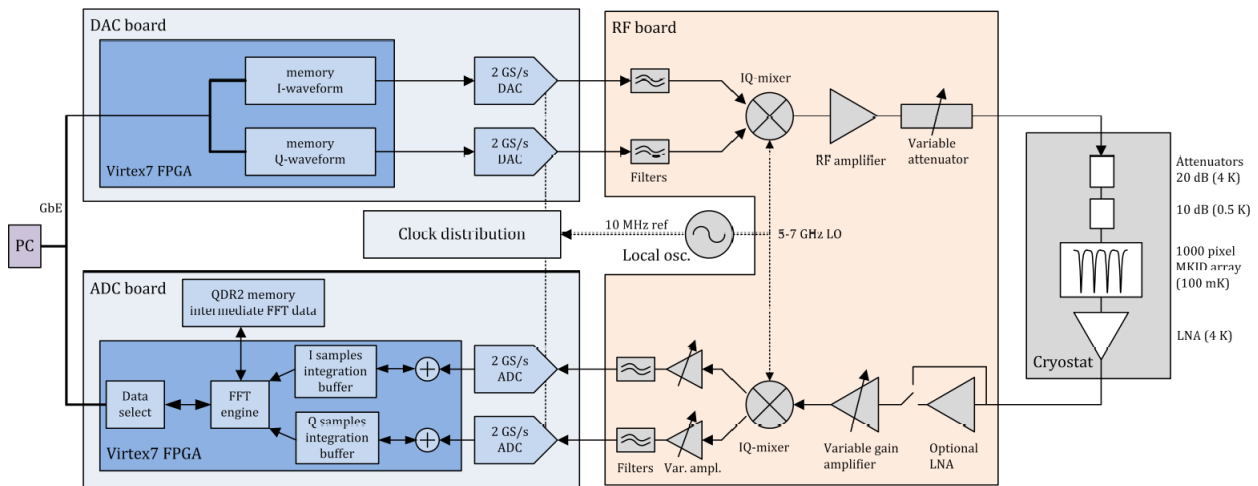 DAC board
memory
I-waveform
memory
Q-waveform
Virtex7 FPGA
2 GS/s
DAC
2 GS/s
DAC
RF board
Filters
IQ-mixer
RF amplifier
Variable
attenuator
Attenuators
20 dB (4 K)
10 dB (0.5 K)
1000 pixel
MKID array
(100 mK)
LNA (4 K)
Cryostat
GbE
PC
Clock distribution
10 MHz ref
Local osc.
5-7 GHz LO
ADC board
QDR2 memory
intermediate FFT data
I samples
integration
buffer
Data
select
FFT
engine
Q samples
integration
buffer
Virtex7 FPGA
2 GS/s
ADC
2 GS/s
ADC
Filters
Var. ampl.
IQ-mixer
Variable gain
amplifier
Optional
LNA